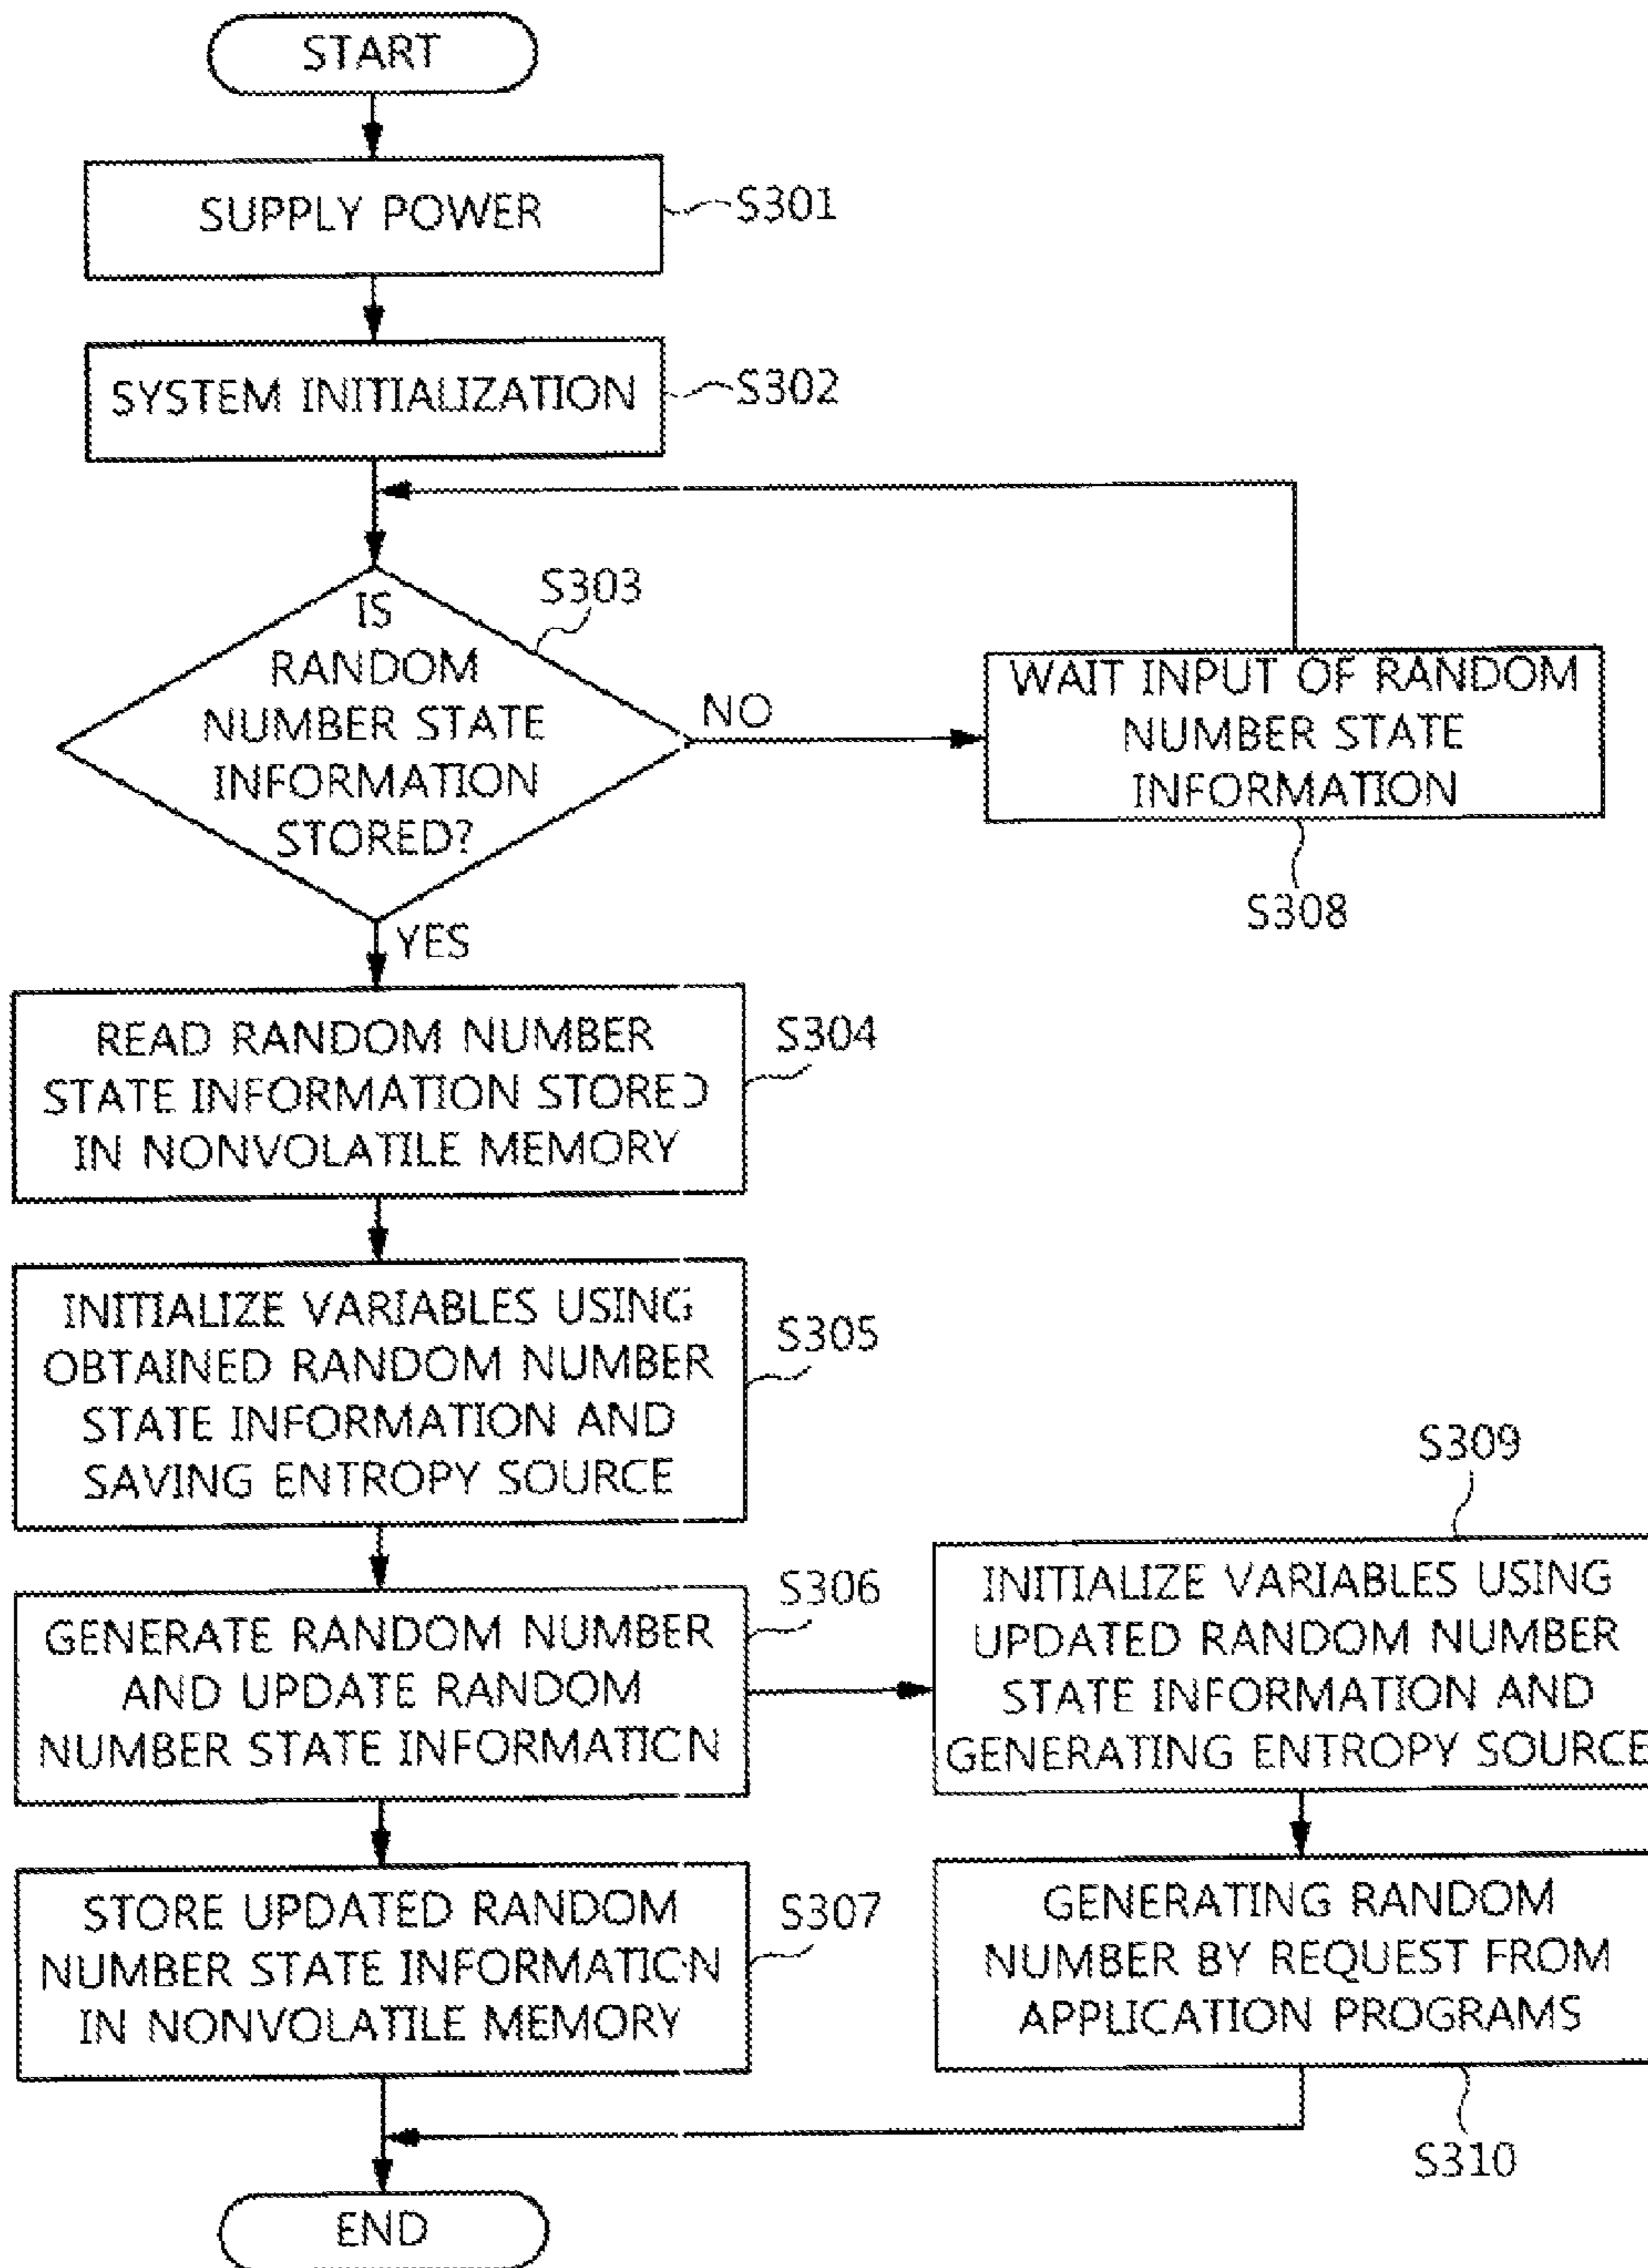 START
SUPPLY POWER
S301
SYSTEM INITIALIZATION
S302
IS
RANDOM
NUMBER STATE
INFORMATION
STORED?
S303
NO
WAIT INPUT OF RANDOM
NUMBER STATE
INFORMATION
S308
YES
READ RANDOM NUMBER
STATE INFORMATION STORED
IN NONVOLATILE MEMORY
S304
INITIALIZE VARIABLES USING
OBTAINED RANDOM NUMBER
STATE INFORMATION AND
SAVING ENTROPY SOURCE
S305
GENERATE RANDOM NUMBER
AND UPDATE RANDOM
NUMBER STATE INFORMATION
S306
S309
INITIALIZE VARIABLES USING
UPDATED RANDOM NUMBER
STATE INFORMATION AND
GENERATING ENTROPY SOURCE
STORE UPDATED RANDOM
NUMBER STATE INFORMATION
IN NONVOLATILE MEMORY
S307
GENERATING RANDOM
NUMBER BY REQUEST FROM
APPLICATION PROGRAMS
S310
END